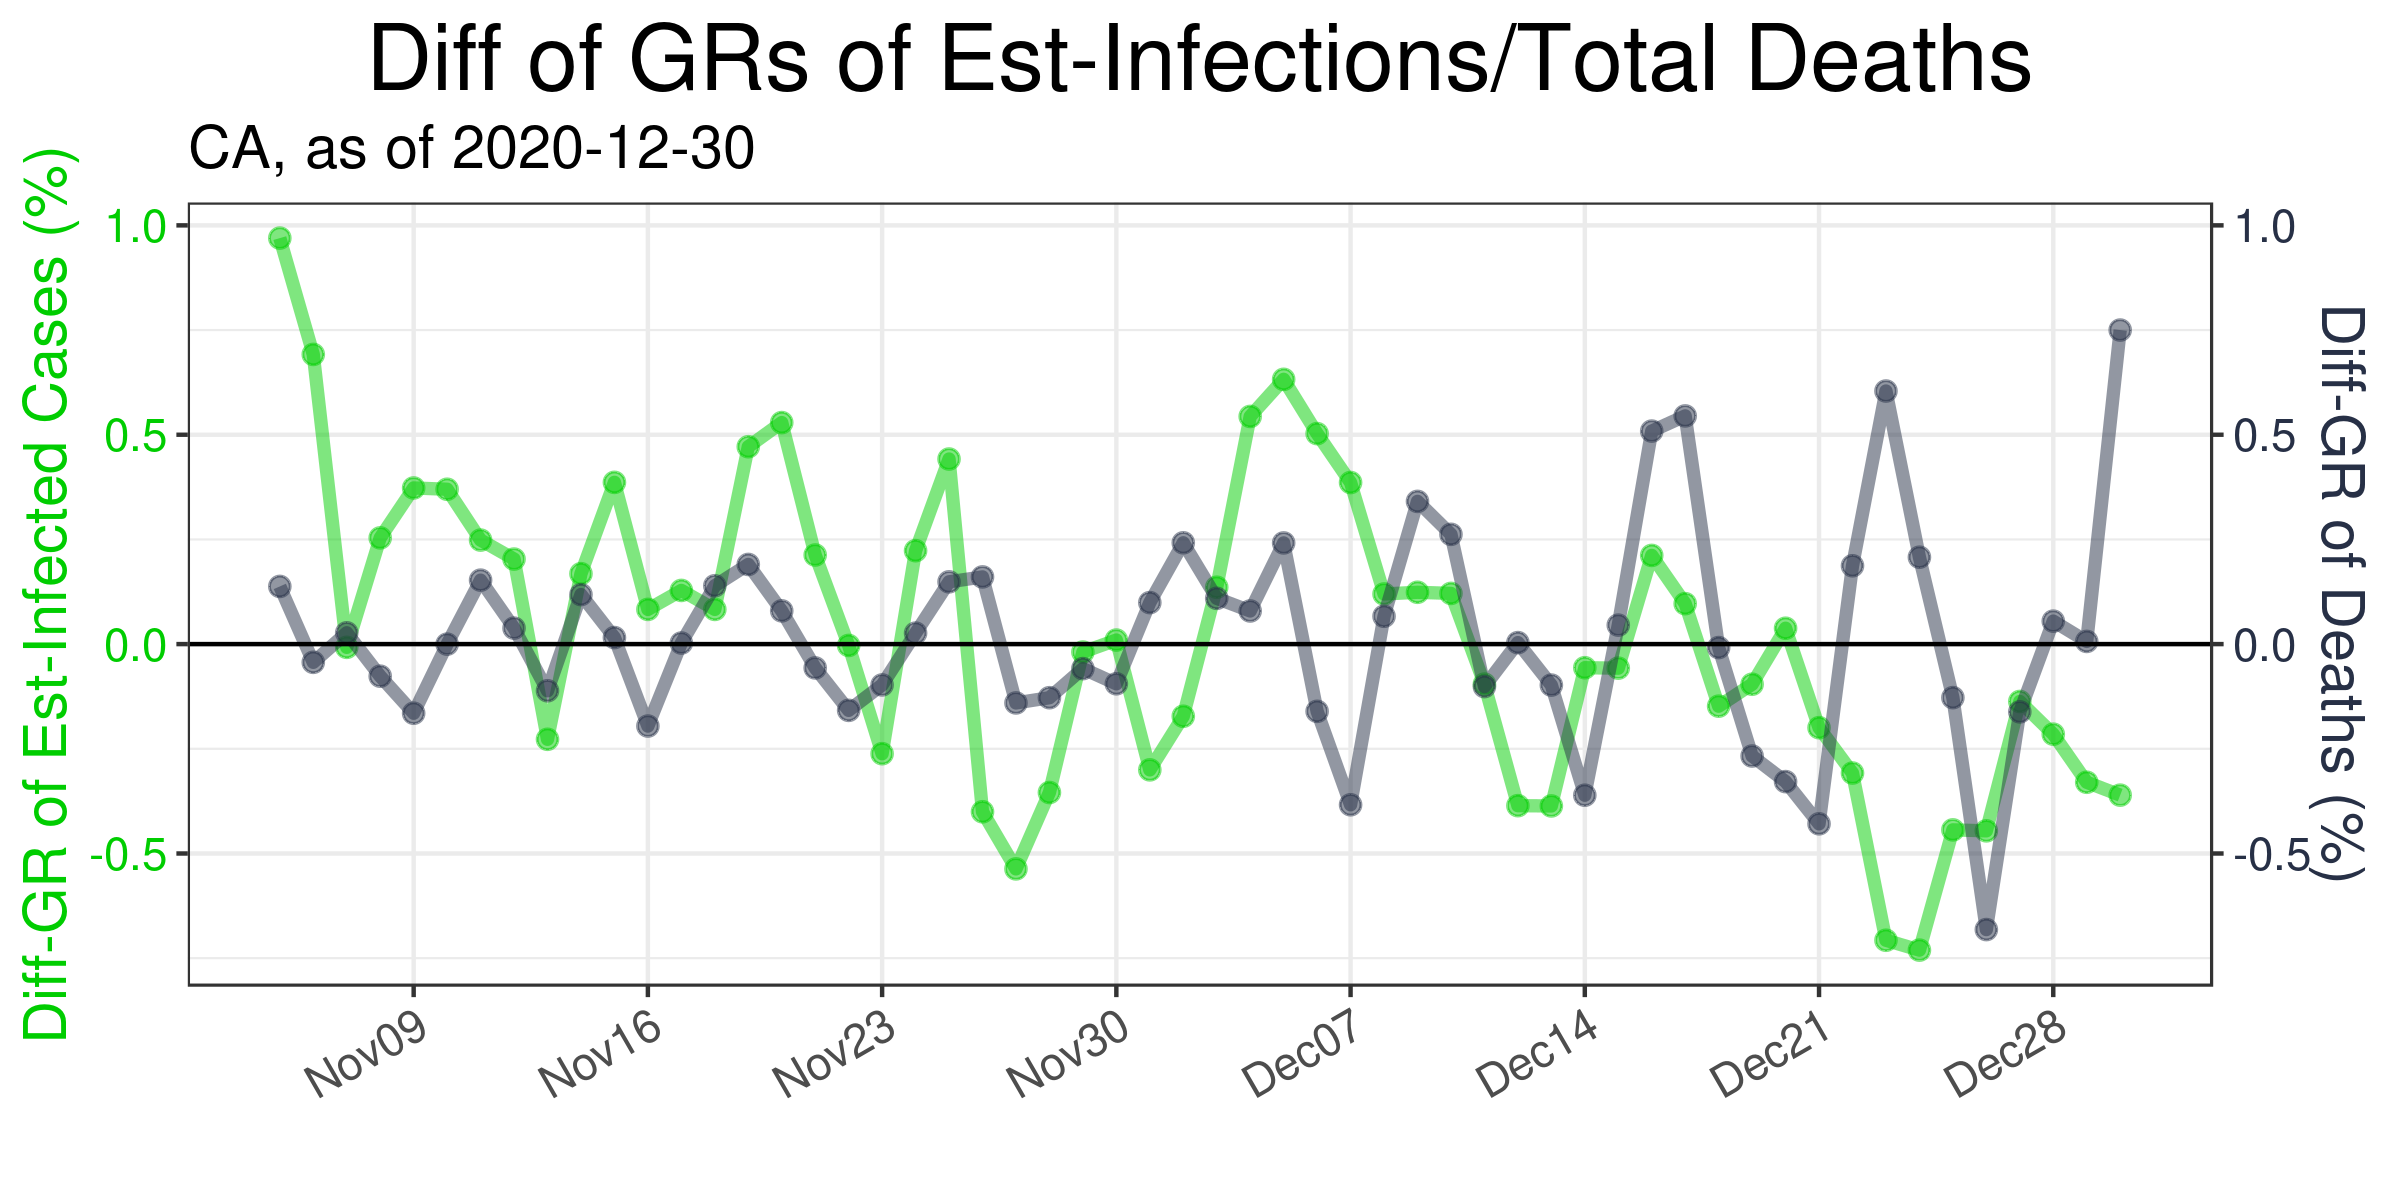 Diff of GRs of Est-Infections/Total Deaths
CA, as of 2020-12-30
Diff-GR of Est-Infected Cases (%)
1.0
0.5
0.0
-0.5
1.0
0.5
0.0
-0.5
Diff-GR of Deaths (%)
Nov09
Nov16
Nov23
Nov30
Dec07
Dec14
Dec21
Dec28